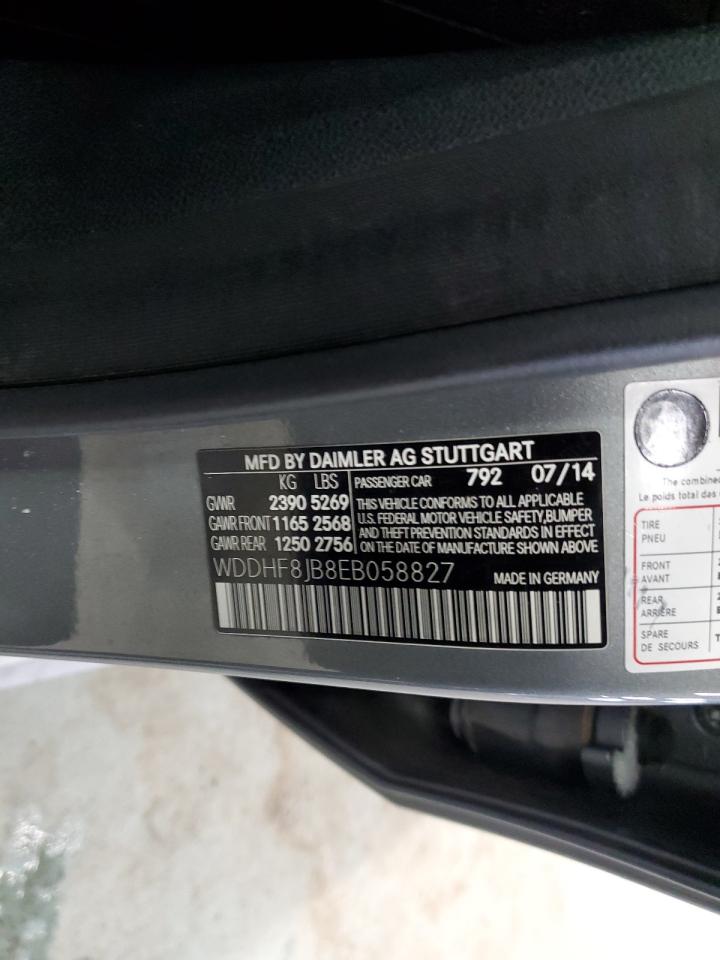 MFD BY DAIMLER AG STUTTGART
KG LBS PASSENGER CAR 792 07/14
GVWR 2390 5269
GAWR FRONT 1165 2568
GAWR REAR 1250 2756
THIS VEHICLE CONFORMS TO ALL APPLICABLE
U.S. FEDERAL MOTOR VEHICLE SAFETY,BUMPER
AND THEFT PREVENTION STANDARDS IN EFFECT
ON THE DATE OF MANUFACTURE SHOWN ABOVE.
WDDHF8JB8EB058827 MADE IN GERMANY
The combined
Le poids total das
TIRE
PNEU
FRONT
AVANT
REAR
ARRIÈRE
SPARE
DE SECOURS